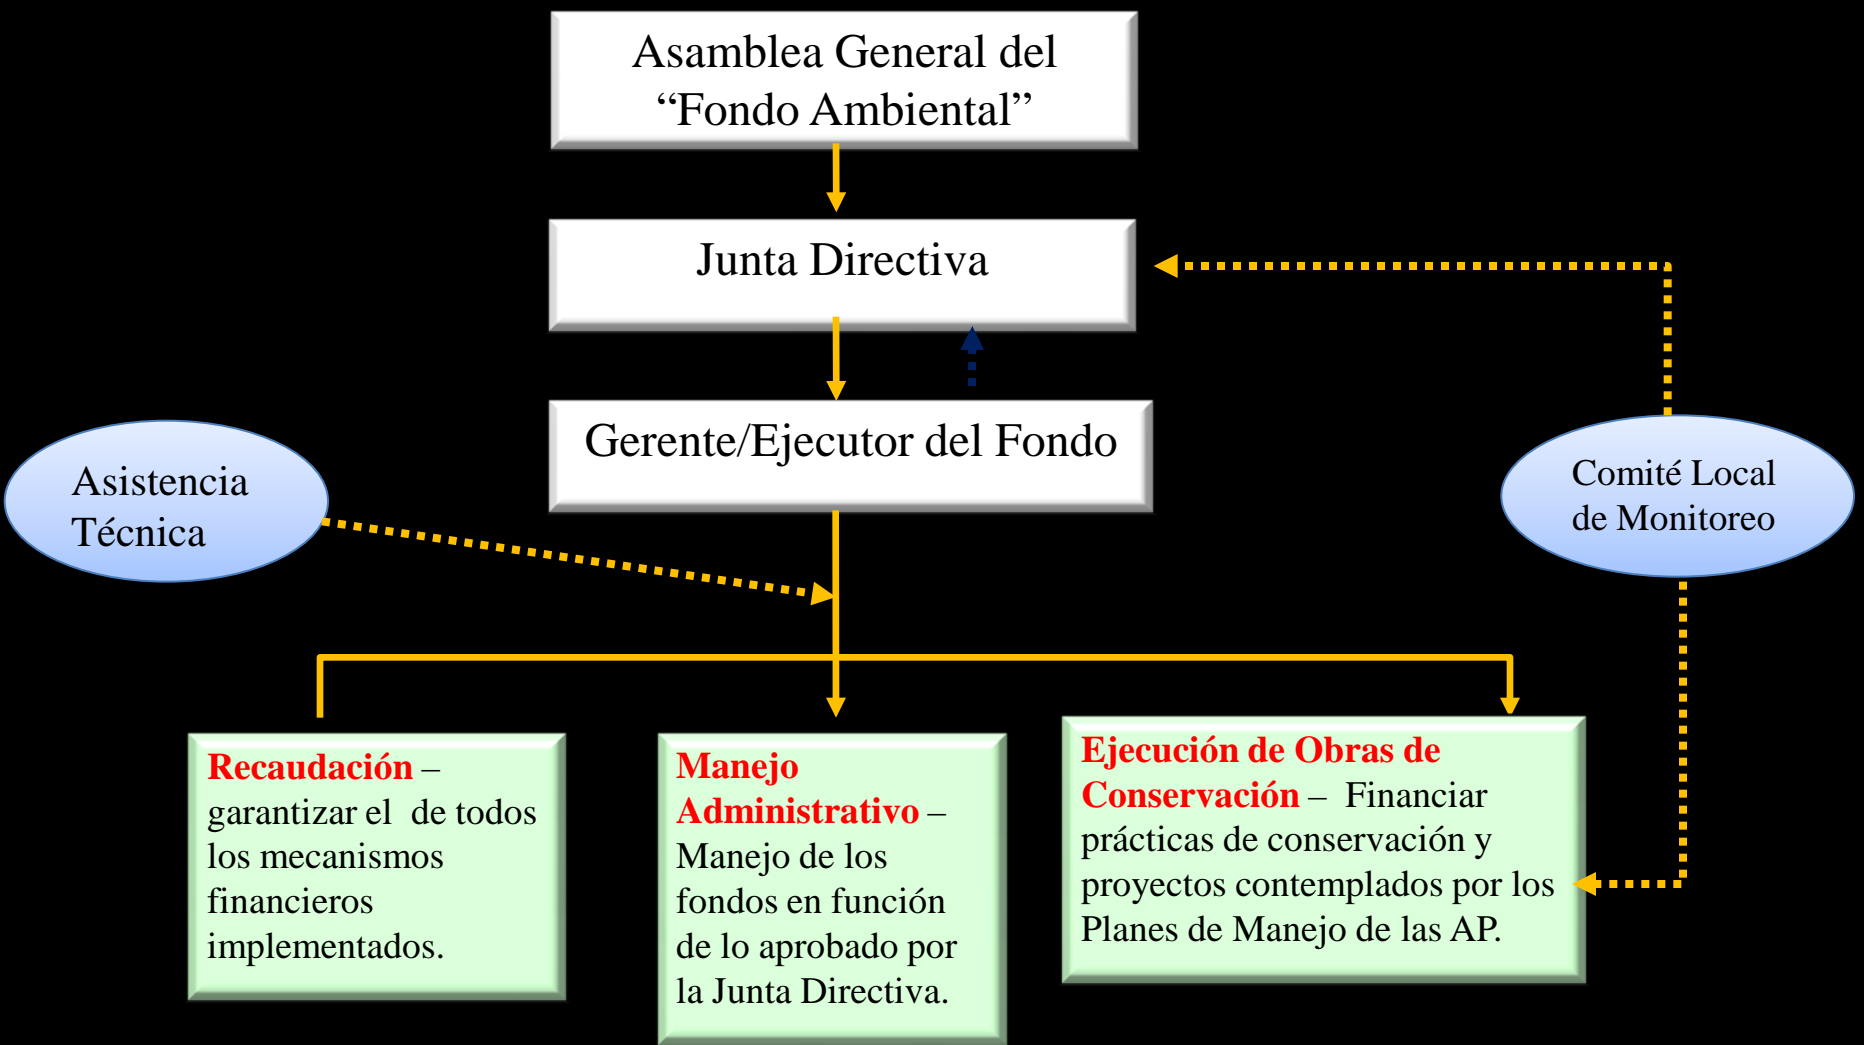 Asamblea General del
“Fondo Ambiental”
Junta Directiva
Gerente/Ejecutor del Fondo
Asistencia
Técnica
Comité Local
de Monitoreo
Recaudación –
garantizar el  de todos
los mecanismos
financieros
implementados.
Manejo
Administrativo –
Manejo de los
fondos en función
de lo aprobado por
la Junta Directiva.
Ejecución de Obras de
Conservación –  Financiar
prácticas de conservación y
proyectos contemplados por los
Planes de Manejo de las AP.